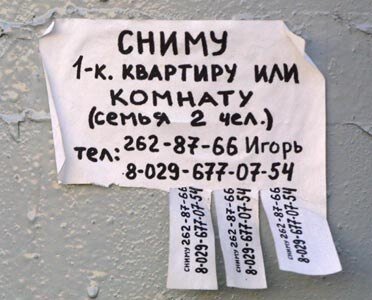 СНИМУ
1-к. КВАРТИРУ ИЛИ
КОМНАТУ
(семья 2 чел.)
тел: 262-87-66 Игорь
8-029-677-07-54
сниму 262-87-66
8-029-677-07-54
сниму 262-87-66
8-029-677-07-54
сниму 262-87-66
8-029-677-07-54